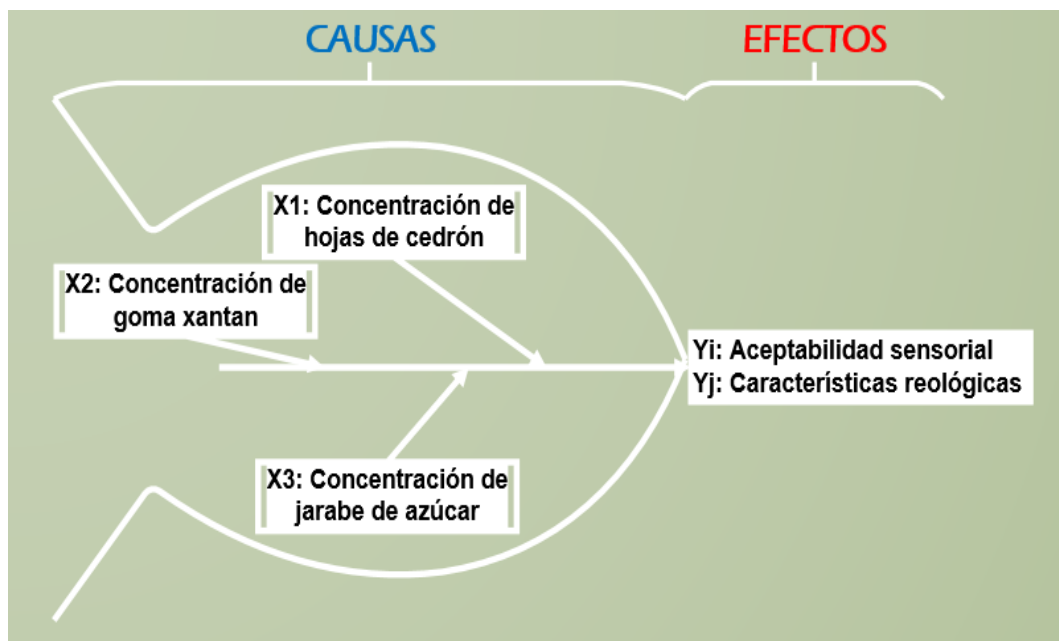 CAUSAS
EFECTOS
X1: Concentración de
hojas de cedrón
X2: Concentración de
goma xantan
Yi: Aceptabilidad sensorial
Yj: Características reológicas
X3: Concentración de
jarabe de azúcar